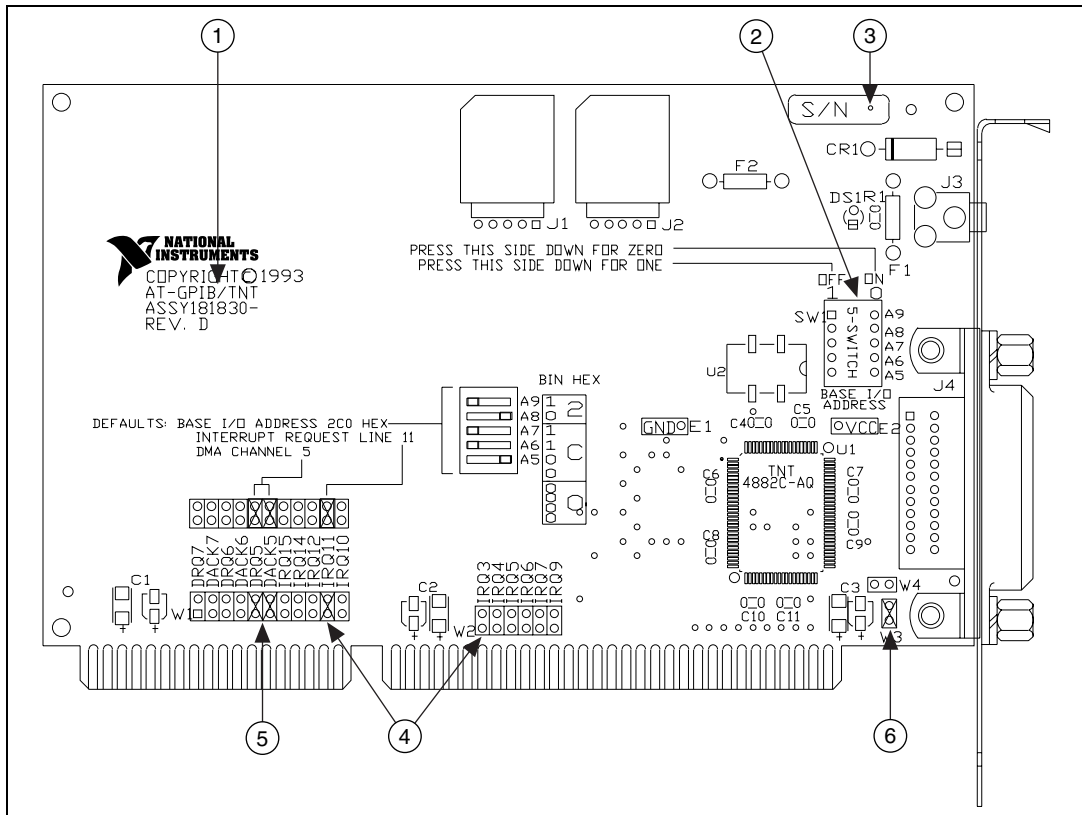 1
2
3
S/N
CR1
F2
DS1
R1
J3
J1
J2
F1
NATIONAL
INSTRUMENTS
COPYRIGHT © 1993
AT-GPIB/TNT
ASSY181830-
REV. D
PRESS THIS SIDE DOWN FOR ZERO
PRESS THIS SIDE DOWN FOR ONE
OFF ON
1 0
SW1
5-SWITCH
A9
A8
A7
A6
A5
BASE I/O
ADDRESS
U2
J4
BIN HEX
A9 1
A8 0
A7 1
A6 1
A5 0
2
C
0
DEFAULTS: BASE I/O ADDRESS 2C0 HEX
INTERRUPT REQUEST LINE 11
DMA CHANNEL 5
GND E1
C4
C5
VCC E2
U1
TNT
4882C-AQ
C6
C7
C8
C9
DRQ7
DACK7
DRQ6
DACK6
DRQ5
DACK5
IRQ15
IRQ14
IRQ12
IRQ11
IRQ10
C1
W1
C2
W2
IRQ3
IRQ4
IRQ5
IRQ6
IRQ7
IRQ9
C10
C11
C3
W4
W3
5
4
6